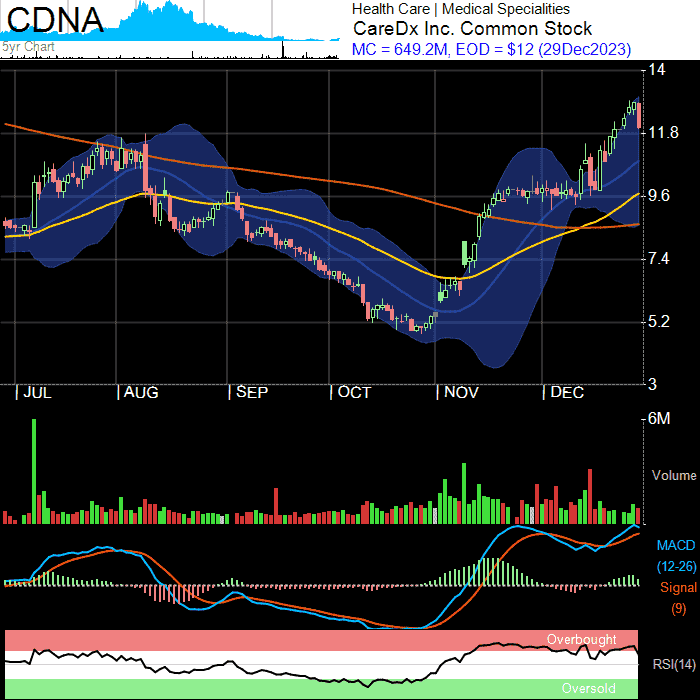 CDNA
5yr Chart
Health Care | Medical Specialities
CareDx Inc. Common Stock
MC = 649.2M, EOD = $12 (29Dec2023)
14
11.8
9.6
7.4
5.2
3
| JUL | AUG | SEP | OCT | NOV | DEC
6M
Volume
MACD
(12-26)
Signal
(9)
Overbought
RSI(14)
Oversold